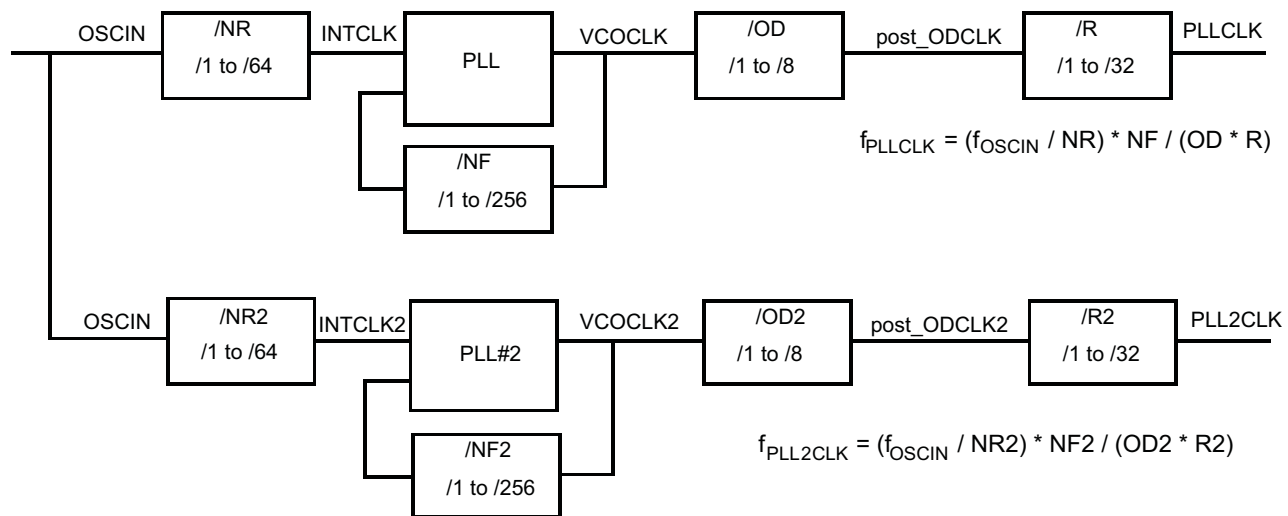 OSCIN
/NR
/1 to /64
INTCLK
PLL
VCOCLK
/OD
/1 to /8
post_ODCLK
/R
/1 to /32
PLLCLK
/NF
/1 to /256
fPLLCLK = (fOSCIN / NR) * NF / (OD * R)
OSCIN
/NR2
/1 to /64
INTCLK2
PLL#2
VCOCLK2
/OD2
/1 to /8
post_ODCLK2
/R2
/1 to /32
PLL2CLK
/NF2
/1 to /256
fPLL2CLK = (fOSCIN / NR2) * NF2 / (OD2 * R2)